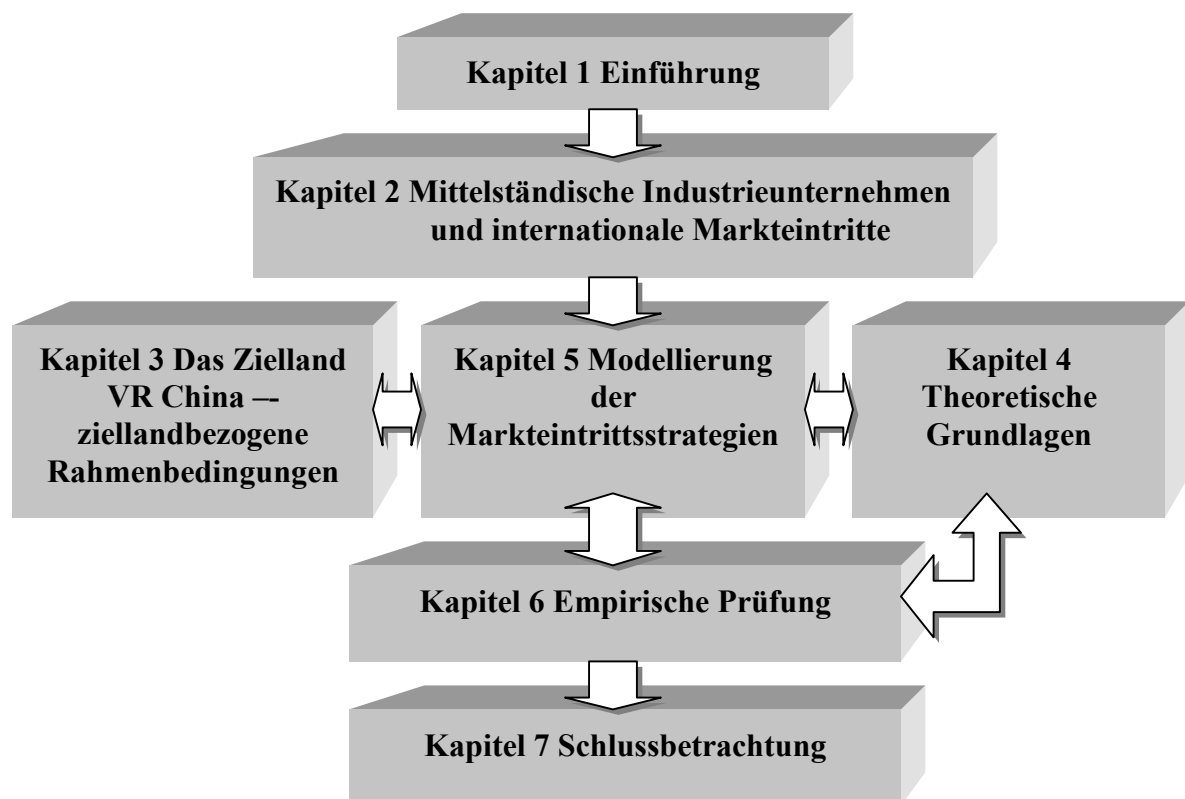 Kapitel 1 Einführung
Kapitel 2 Mittelständische Industrieunternehmen
und internationale Markteintritte
Kapitel 3 Das Zielland
VR China –-
ziellandbezogene
Rahmenbedingungen
Kapitel 5 Modellierung
der
Markteintrittsstrategien
Kapitel 4
Theoretische
Grundlagen
Kapitel 6 Empirische Prüfung
Kapitel 7 Schlussbetrachtung